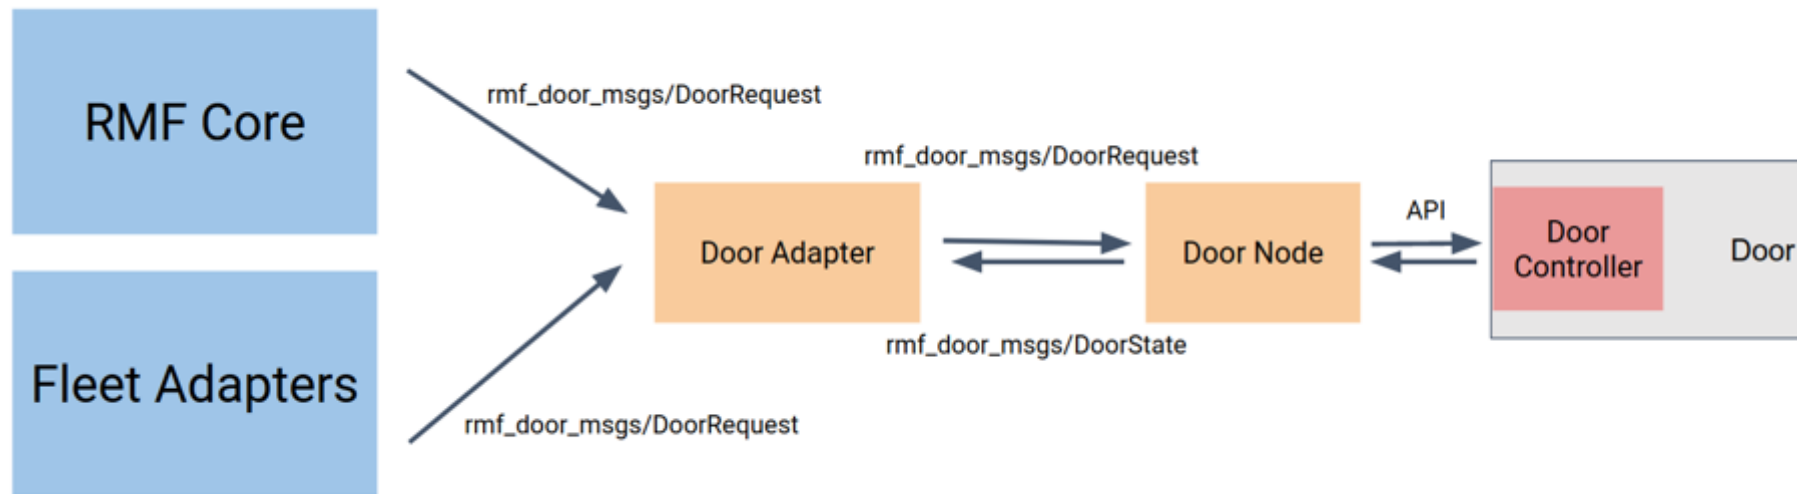 RMF Core
rmf_door_msgs/DoorRequest
rmf_door_msgs/DoorRequest
Door Adapter
Door Node
API
Door
Controller
Door
rmf_door_msgs/DoorState
Fleet Adapters
rmf_door_msgs/DoorRequest